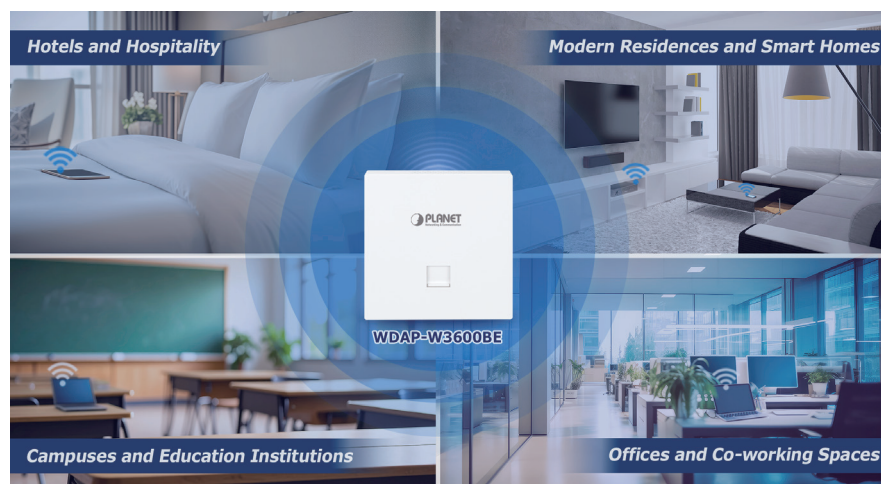 Hotels and Hospitality
Modern Residences and Smart Homes
PLANET
WDAP-W3600BE
Campuses and Education Institutions
Offices and Co-working Spaces